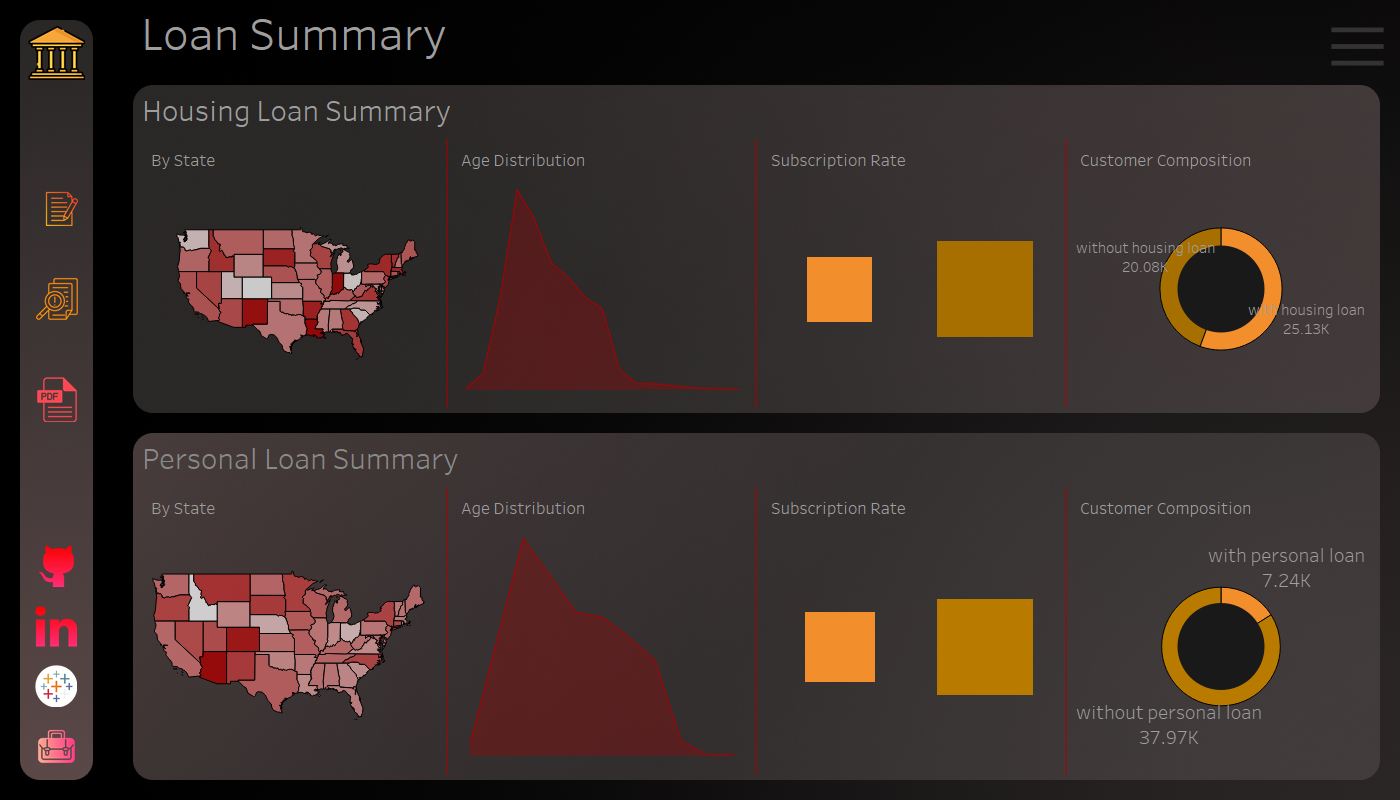 Loan Summary
Housing Loan Summary
By State
Age Distribution
Subscription Rate
Customer Composition
without housing loan
20.08K
with housing loan
25.13K
PDF
Personal Loan Summary
By State
Age Distribution
Subscription Rate
Customer Composition
with personal loan
7.24K
without personal loan
37.97K
in